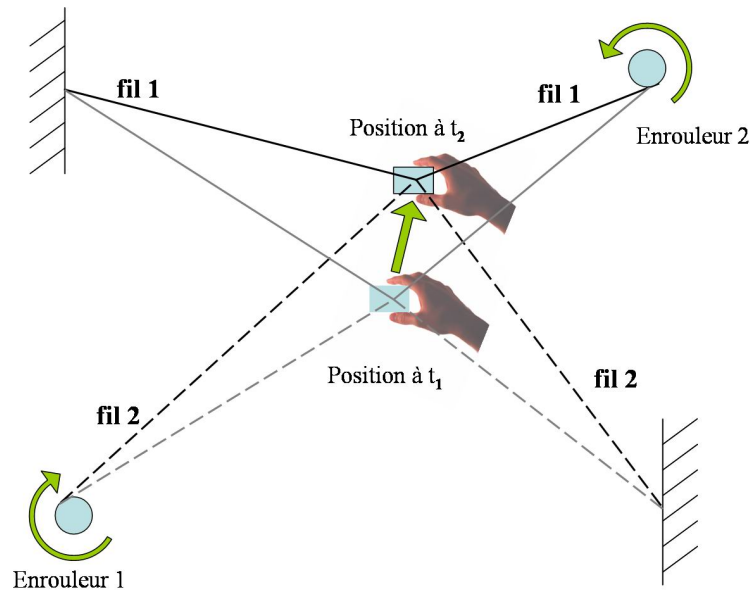 fil 1
fil 1
Position à t2
Enrouleur 2
Position à t1
fil 2
fil 2
Enrouleur 1